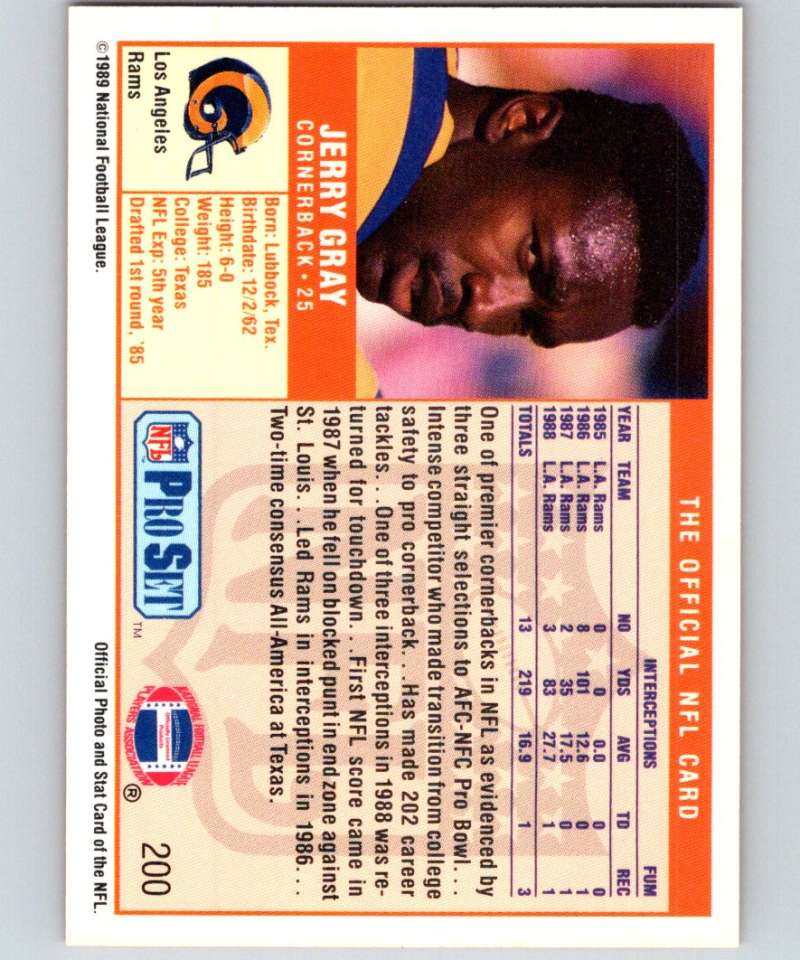 THE OFFICIAL NFL CARD
JERRY GRAY
CORNERBACK • 25
Los Angeles
Rams
Born: Lubbock, Tex.
Birthdate: 12/2/62
Height: 6-0
Weight: 185
College: Texas
NFL Exp: 5th year
Drafted 1st round, '85
INTERCEPTIONS FUM
YEAR TEAM NO YDS AVG TD REC
1985 L.A. Rams 0 0 0.0 0 0
1986 L.A. Rams 8 101 12.6 0 1
1987 L.A. Rams 2 35 17.5 0 1
1988 L.A. Rams 3 83 27.7 1 1
TOTALS 13 219 16.9 1 3
One of premier cornerbacks in NFL as evidenced by
three straight selections to AFC-NFC Pro Bowl...
Intense competitor who made transition from college
safety to pro cornerback...Has made 202 career
tackles...One of three interceptions in 1988 was re-
turned for touchdown...First NFL score came in
1987 when he fell on blocked punt in end zone against
St. Louis...Led Rams in interceptions in 1986...
Two-time consensus All-America at Texas.
NFL PRO SET ™
NATIONAL FOOTBALL LEAGUE
PLAYERS ASSOCIATION
®
200
© 1989 National Football League.
Official Photo and Stat Card of the NFL.